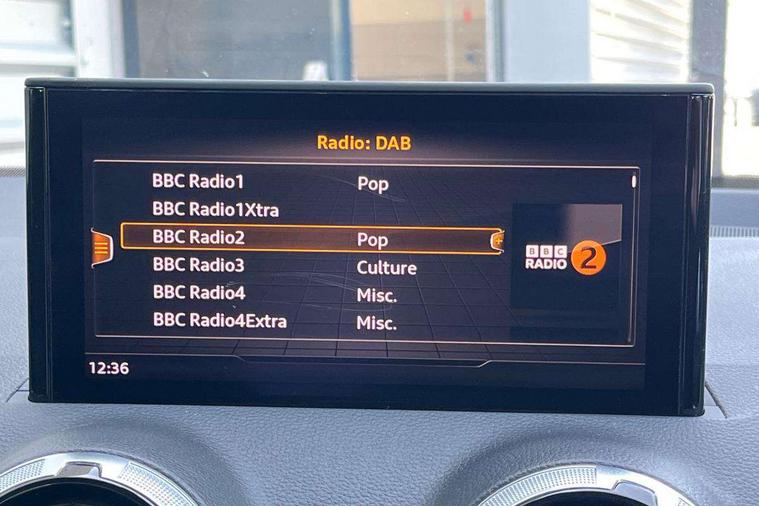 Radio: DAB
BBC Radio1 Pop
BBC Radio1Xtra
BBC Radio2 Pop
BBC Radio3 Culture
BBC Radio4 Misc.
BBC Radio4Extra Misc.
BBC
RADIO 2
12:36